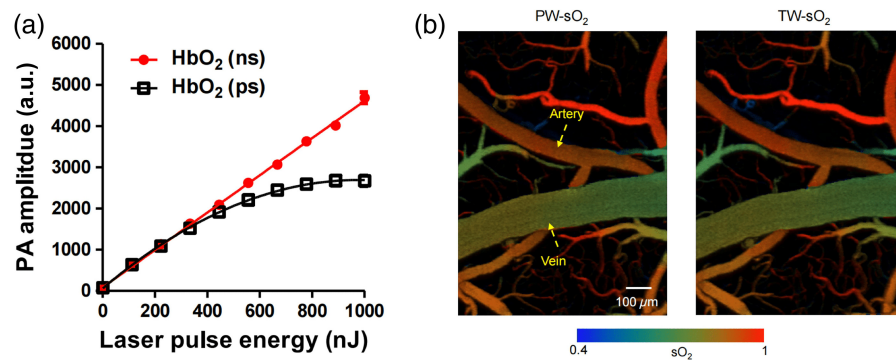 (a)
6000
5000
4000
3000
2000
1000
0
PA amplitdue (a.u.)
HbO₂ (ns)
HbO₂ (ps)
0 200 400 600 800 1000
Laser pulse energy (nJ)
(b)
PW-sO₂ TW-sO₂
Artery
Vein
100 µm
0.4 sO₂ 1